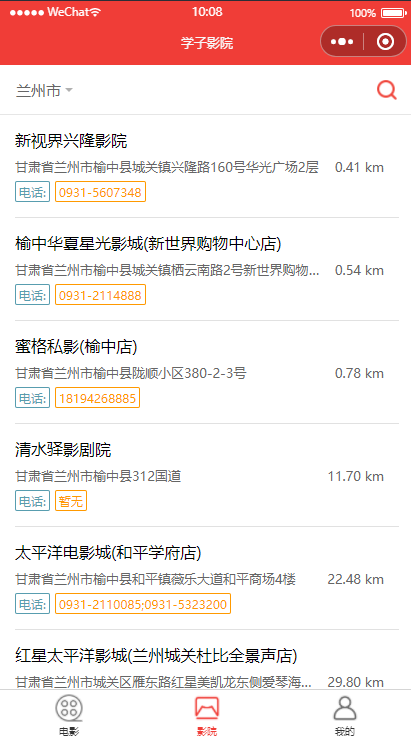 WeChat 10:08 100%
学子影院
兰州市
新视界兴隆影院
甘肃省兰州市榆中县城关镇兴隆路160号华光广场2层 0.41 km
电话: 0931-5607348
榆中华夏星光影城(新世界购物中心店)
甘肃省兰州市榆中县城关镇栖云南路2号新世界购物... 0.54 km
电话: 0931-2114888
蜜格私影(榆中店)
甘肃省兰州市榆中县陇顺小区380-2-3号 0.78 km
电话: 18194268885
清水驿影剧院
甘肃省兰州市榆中县312国道 11.70 km
电话: 暂无
太平洋电影城(和平学府店)
甘肃省兰州市榆中县和平镇薇乐大道和平商场4楼 22.48 km
电话: 0931-2110085;0931-5323200
红星太平洋影城(兰州城关杜比全景声店)
甘肃省兰州市城关区雁东路红星美凯龙东侧爱琴海... 29.80 km
电影 影院 我的